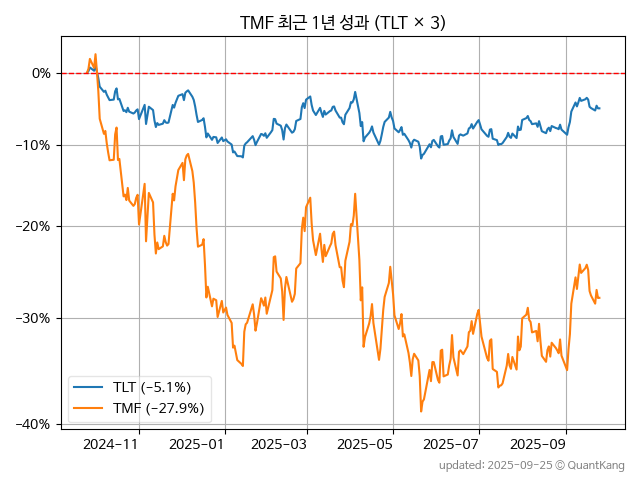 TMF 최근 1년 성과 (TLT × 3)
0%
−10%
−20%
−30%
−40%
TLT (−5.1%)
TMF (−27.9%)
2024−11 2025−01 2025−03 2025−05 2025−07 2025−09
updated: 2025−09−25 © QuantKang